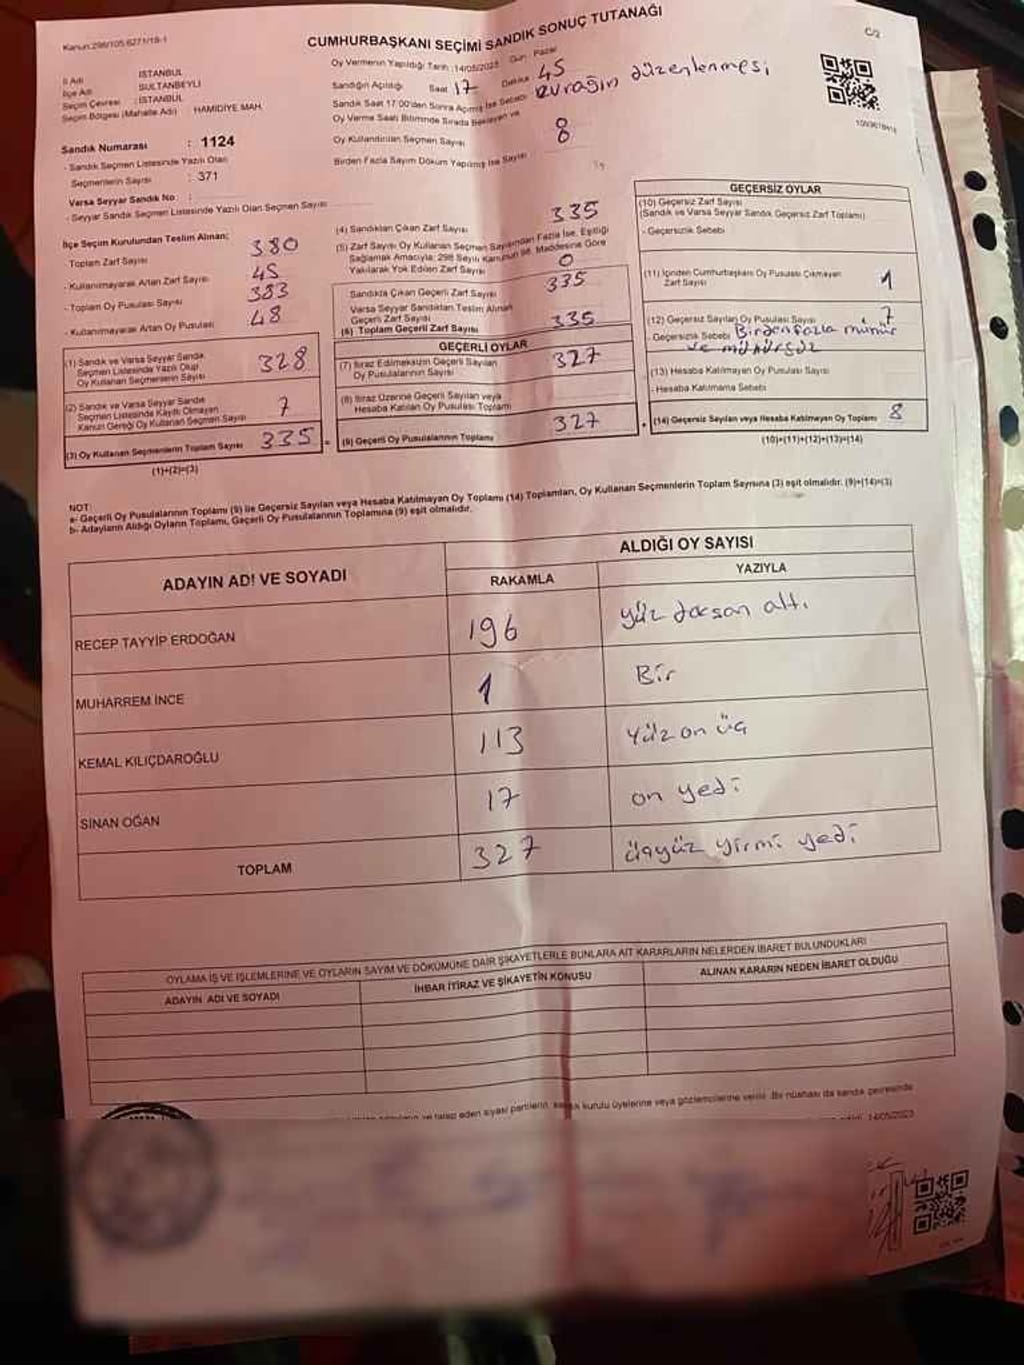 Kanun:298/105 6271/18-1
CUMHURBAŞKANI SEÇİMİ SANDIK SONUÇ TUTANAĞI
C/2
İl Adı : İSTANBUL
İlçe Adı : SULTANBEYLİ
Seçim Çevresi : İSTANBUL
Seçim Bölgesi (Mahalle Adı) : HAMİDİYE MAH.
Oy Vermenin Yapıldığı Tarih :14/05/2023 Gün: Pazar
Sandığın Açıldığı Saat 17 Dakika 45
Sandık Saat 17:00'den Sonra Açılmış İse Sebebi evrağın düzenlenmesi
Oy Verme Saati Bitiminde Sırada Bekleyen ve
Oy Kullandırılan Seçmen Sayısı 8
Birden Fazla Sayım Döküm Yapılmış İse Sayısı
Sandık Numarası : 1124
- Sandık Seçmen Listesinde Yazılı Olan
Seçmenlerin Sayısı : 371
Varsa Seyyar Sandık No :
- Seyyar Sandık Seçmen Listesinde Yazılı Olan Seçmen Sayısı
İlçe Seçim Kurulundan Teslim Alınan;
- Toplam Zarf Sayısı 380
- Kullanılmayarak Artan Zarf Sayısı 45
- Toplam Oy Pusulası Sayısı 383
- Kullanılmayarak Artan Oy Pusulası 48
(1) Sandık ve Varsa Seyyar Sandık
Seçmen Listesinde Yazılı Olup
Oy Kullanan Seçmenlerin Sayısı 328
(2) Sandık ve Varsa Seyyar Sandık
Seçmen Listesinde Kayıtlı Olmayan
Kanun Gereği Oy Kullanan Seçmen Sayısı 7
(3) Oy Kullanan Seçmenlerin Toplam Sayısı 335
(1)+(2)=(3)
(4) Sandıktan Çıkan Zarf Sayısı 335
(5) Zarf Sayısı Oy Kullanan Seçmen Sayısından Fazla İse, Eşitliği
Sağlamak Amacıyla; 298 Sayılı Kanunun 98. Maddesine Göre
Yakılarak Yok Edilen Zarf Sayısı 0
Sandıkta Çıkan Geçerli Zarf Sayısı 335
Varsa Seyyar Sandıktan Teslim Alınan
Geçerli Zarf Sayısı
(6) Toplam Geçerli Zarf Sayısı 335
GEÇERLİ OYLAR
(7) İtiraz Edilmeksizin Geçerli Sayılan
Oy Pusulalarının Sayısı 327
(8) İtiraz Üzerine Geçerli Sayılan veya
Hesaba Katılan Oy Pusulası Toplamı
(9) Geçerli Oy Pusulalarının Toplamı 327
GEÇERSİZ OYLAR
(10) Geçersiz Zarf Sayısı
(Sandık ve Varsa Seyyar Sandık Geçersiz Zarf Toplamı)
- Geçersizlik Sebebi
(11) İçinden Cumhurbaşkanı Oy Pusulası Çıkmayan
Zarf Sayısı 1
(12) Geçersiz Sayılan Oy Pusulası Sayısı 7
- Geçersizlik Sebebi Birden fazla mühür
ve mühürsüz
(13) Hesaba Katılmayan Oy Pusulası Sayısı
- Hesaba Katılmama Sebebi
(14) Geçersiz Sayılan veya Hesaba Katılmayan Oy Toplamı 8
(10)+(11)+(12)+(13)=(14)
NOT:
a- Geçerli Oy Pusulalarının Toplamı (9) ile Geçersiz Sayılan veya Hesaba Katılmayan Oy Toplamı (14) Toplamları, Oy Kullanan Seçmenlerin Toplam Sayısına (3) eşit olmalıdır. (9)+(14)=(3)
b- Adayların Aldığı Oyların Toplamı, Geçerli Oy Pusulalarının Toplamına (9) eşit olmalıdır.
ADAYIN ADI VE SOYADI
ALDIĞI OY SAYISI
RAKAMLA
YAZIYLA
RECEP TAYYİP ERDOĞAN 196 yüz doksan altı
MUHARREM İNCE 1 Bir
KEMAL KILIÇDAROĞLU 113 Yüz on üç
SİNAN OĞAN 17 on yedi
TOPLAM 327 üçyüz yirmi yedi
OYLAMA İŞ VE İŞLEMLERİNE VE OYLARIN SAYIM VE DÖKÜMÜNE DAİR ŞİKAYETLERLE BUNLARA AİT KARARLARIN NELERDEN İBARET BULUNDUKLARI
ADAYIN ADI VE SOYADI
İHBAR İTİRAZ VE ŞİKAYETİN KONUSU
ALINAN KARARIN NEDEN İBARET OLDUĞU
ve talep eden siyasi partilerin, sandık kurulu üyelerine veya gözlemcilerine verilir. Bir nüshası da sandık çevresinde
14/05/2023